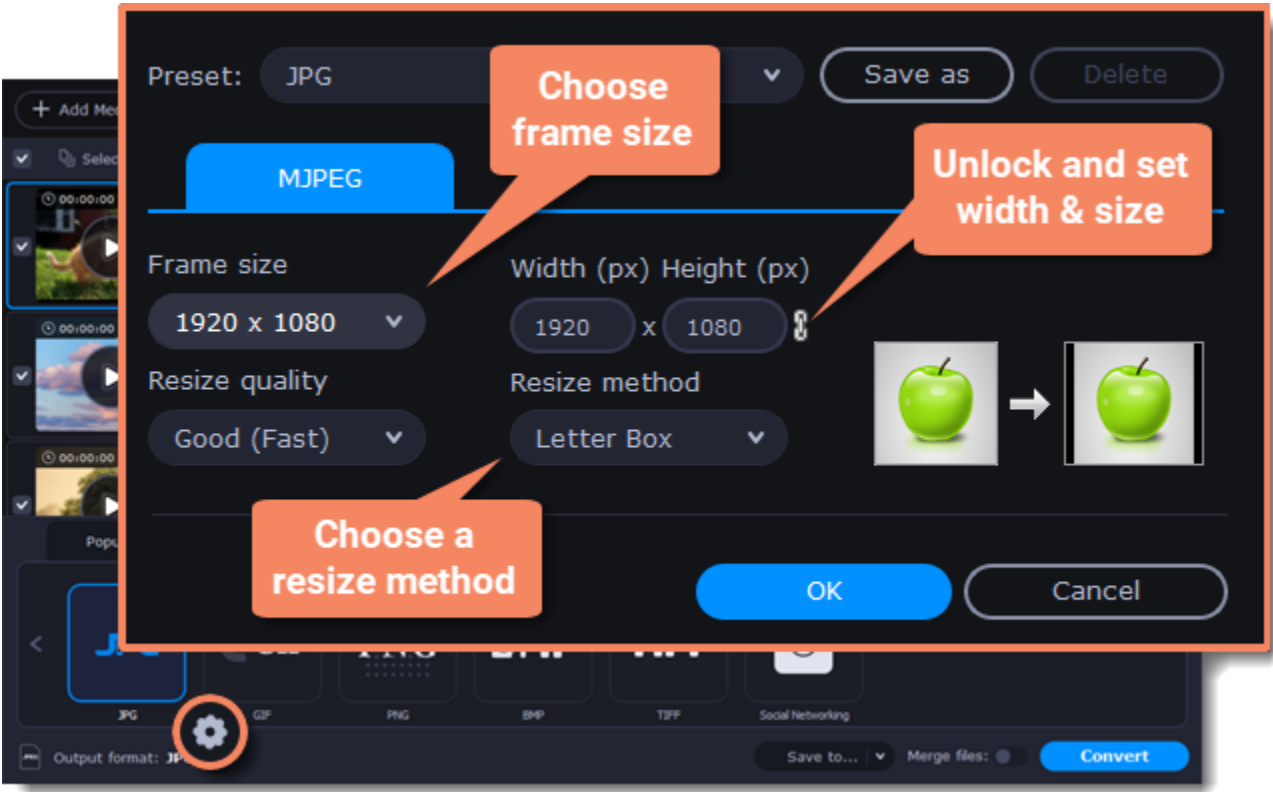 Preset:
JPG
Save as
Delete
Choose
frame size
Unlock and set
width & size
MJPEG
Frame size
Width (px) Height (px)
1920 x 1080
1920 x 1080
Resize quality
Resize method
Good (Fast)
Letter Box
Choose a
resize method
OK
Cancel
+ Add Me
Selec
00:00:00
00:00:00
00:00:00
Popu
JPG
GIF
PNG
BMP
TIFF
Social Networking
Output format: JP
Save to...
Merge files:
Convert